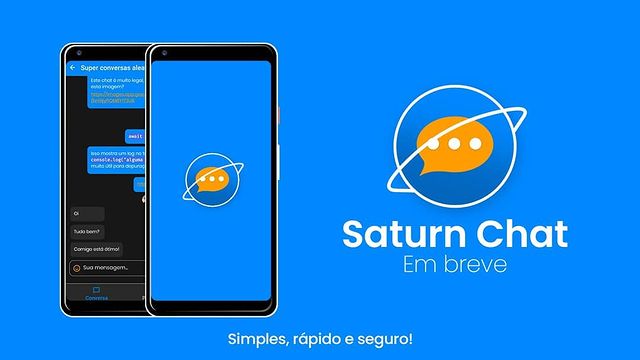 Super conversas alea
Este chat é muito legal,
esta imagem?
await
Isso mostra um log no t
console.log("alguma
muito útil para depuraç
Oi
Tudo bem?
Comigo está ótimo!
Sua mensagem...
Conversa
Saturn Chat
Em breve
Simples, rápido e seguro!